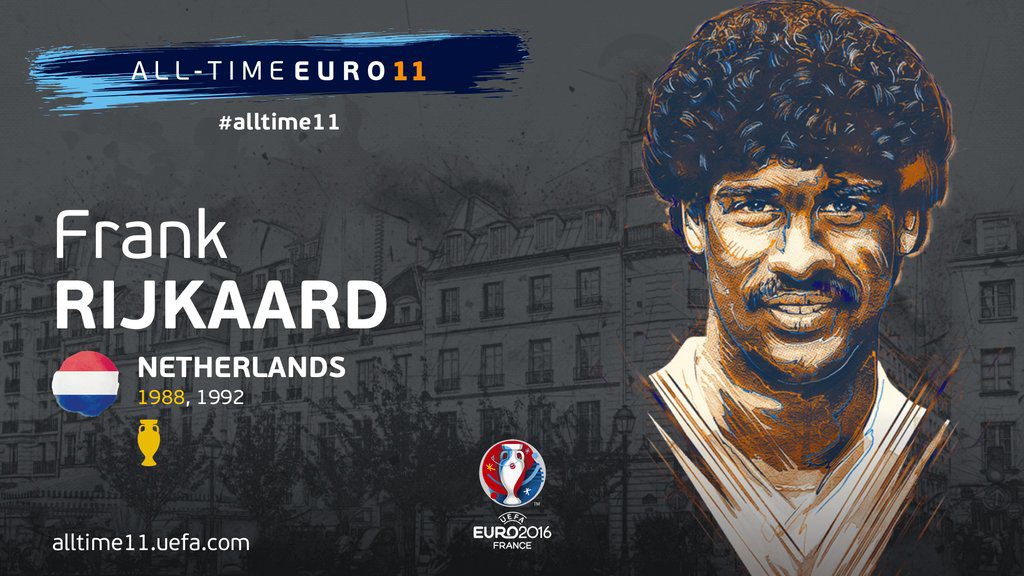 ALL-TIME EURO 11
#alltime11
Frank
RIJKAARD
NETHERLANDS
1988, 1992
UEFA
EURO2016
FRANCE
alltime11.uefa.com